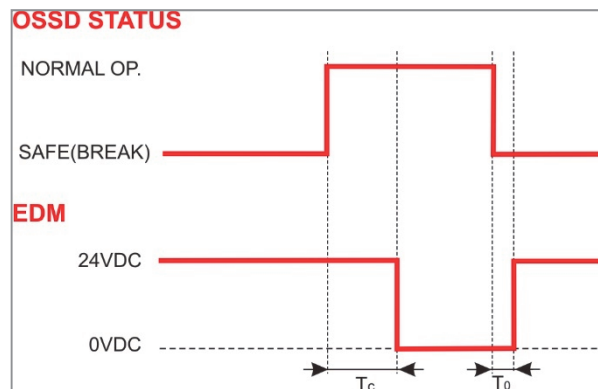 OSSD STATUS
NORMAL OP.
SAFE(BREAK)
EDM
24VDC
0VDC
Tc T0